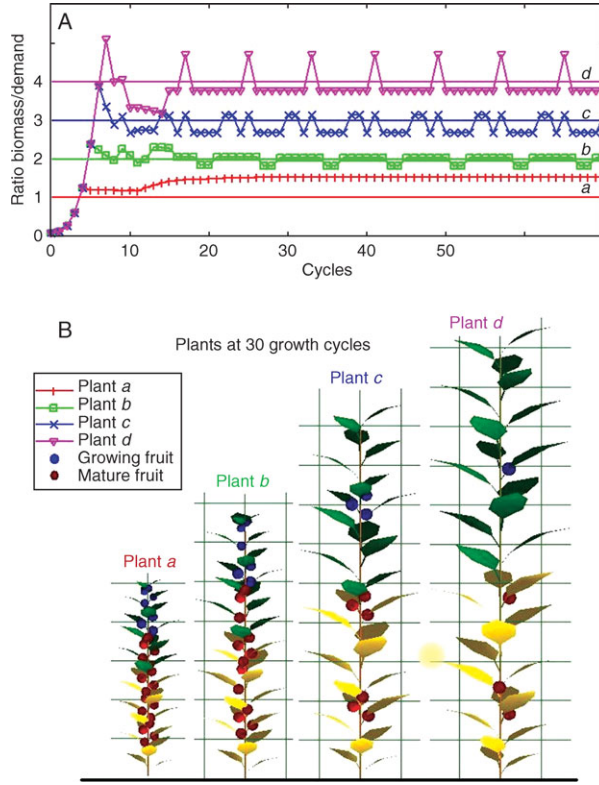 A
Ratio biomass/demand
4
3
2
1
0
d
c
b
a
0 10 20 30 40 50
Cycles
B
Plants at 30 growth cycles
Plant a
Plant b
Plant c
Plant d
Growing fruit
Mature fruit
Plant a
Plant b
Plant c
Plant d